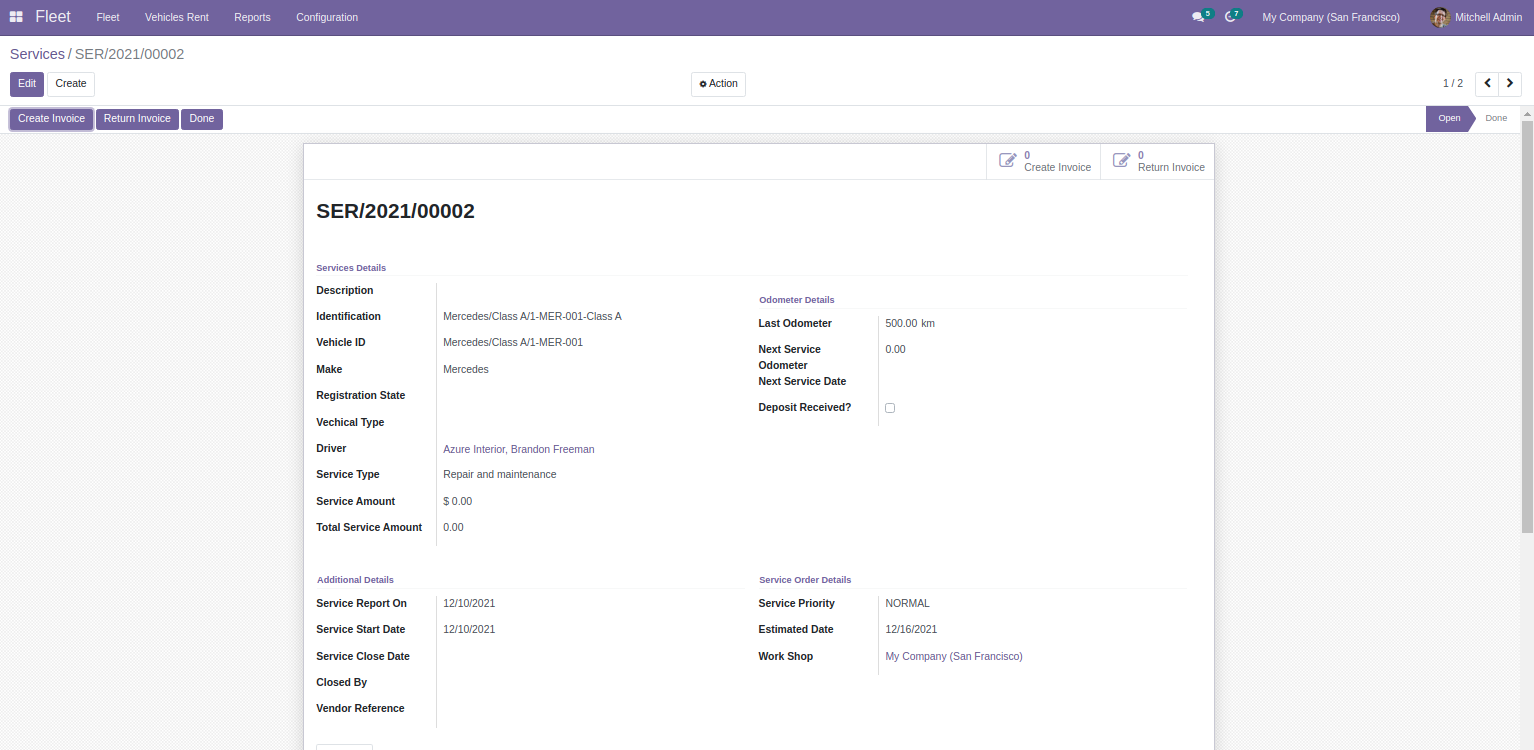 Fleet Fleet Vehicles Rent Reports Configuration 5 7 My Company (San Francisco) Mitchell Admin
Services / SER/2021/00002
Edit Create Action 1 / 2
Create Invoice Return Invoice Done Open Done
0 Create Invoice
0 Return Invoice
SER/2021/00002
Services Details
Description
Identification Mercedes/Class A/1-MER-001-Class A
Vehicle ID Mercedes/Class A/1-MER-001
Make Mercedes
Registration State
Vechical Type
Driver Azure Interior, Brandon Freeman
Service Type Repair and maintenance
Service Amount $ 0.00
Total Service Amount 0.00
Odometer Details
Last Odometer 500.00 km
Next Service 0.00
Odometer
Next Service Date
Deposit Received?
Additional Details
Service Report On 12/10/2021
Service Start Date 12/10/2021
Service Close Date
Closed By
Vendor Reference
Service Order Details
Service Priority NORMAL
Estimated Date 12/16/2021
Work Shop My Company (San Francisco)